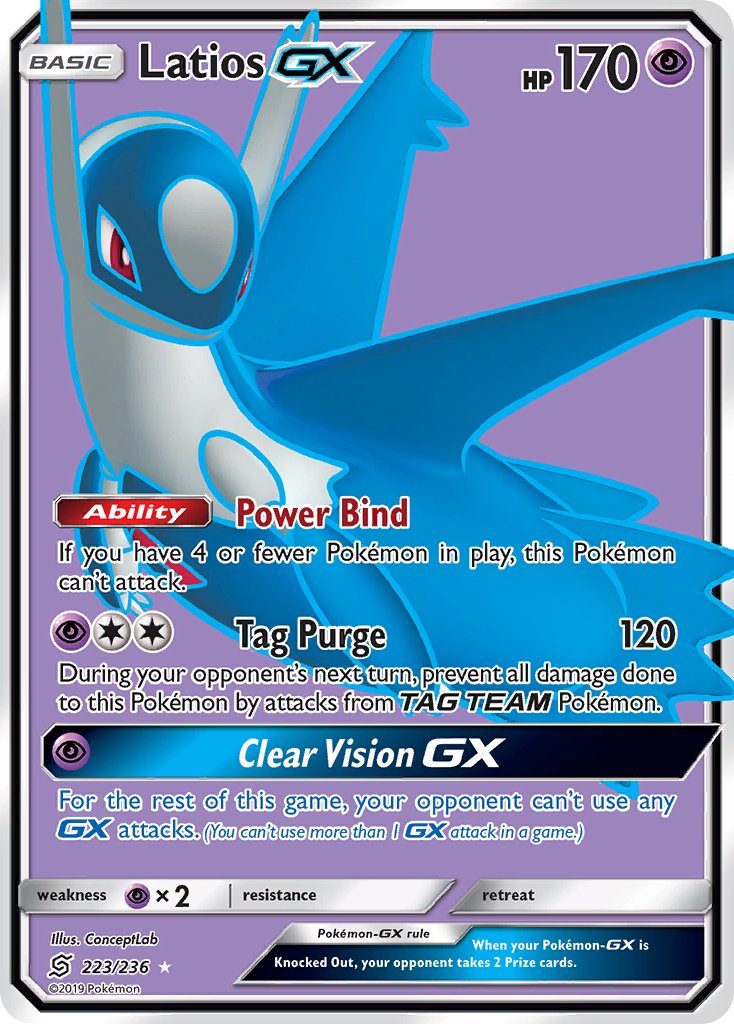 BASIC Latios GX HP 170
Ability Power Bind
If you have 4 or fewer Pokémon in play, this Pokémon
can't attack.
Tag Purge 120
During your opponent's next turn, prevent all damage done
to this Pokémon by attacks from TAG TEAM Pokémon.
Clear Vision GX
For the rest of this game, your opponent can't use any
GX attacks. (You can't use more than 1 GX attack in a game.)
weakness ×2 resistance retreat
Illus. ConceptLab
223/236
©2019 Pokémon
Pokémon-GX rule
When your Pokémon-GX is
Knocked Out, your opponent takes 2 Prize cards.